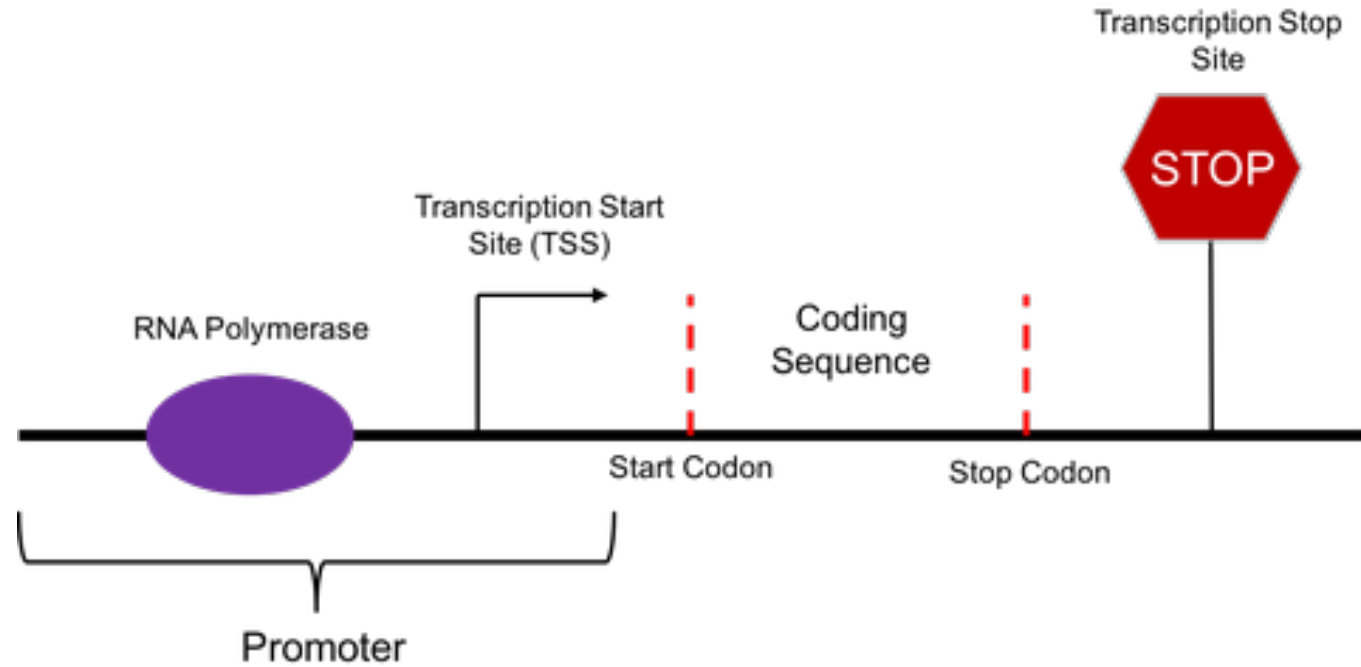 Transcription Stop
Site
STOP
Transcription Start
Site (TSS)
RNA Polymerase
Coding
Sequence
Start Codon
Stop Codon
Promoter